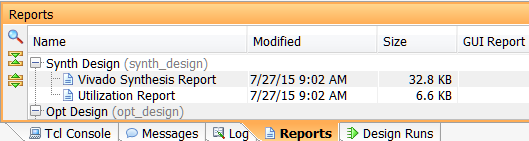 Reports
Name Modified Size GUI Report
Synth Design (synth_design)
Vivado Synthesis Report 7/27/15 9:02 AM 32.8 KB
Utilization Report 7/27/15 9:02 AM 6.6 KB
Opt Design (opt_design)
Tcl Console Messages Log Reports Design Runs